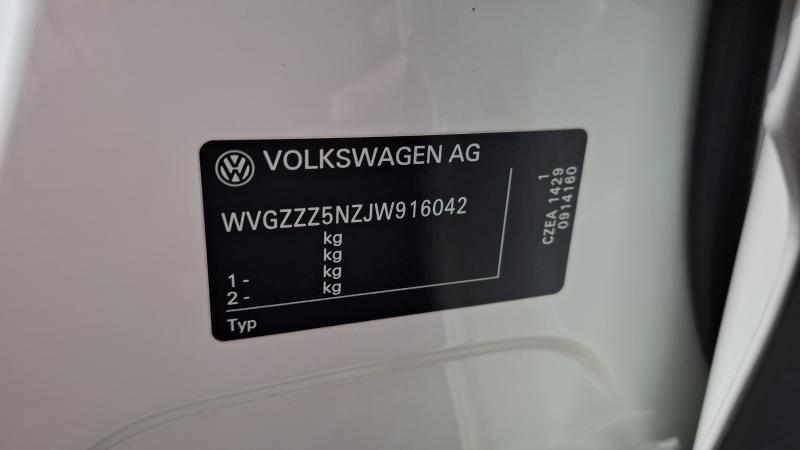 VOLKSWAGEN AG
WVGZZZ5NZJW916042
kg
kg
1 - kg
2 - kg
Typ
CZEA 1429 1
0914160